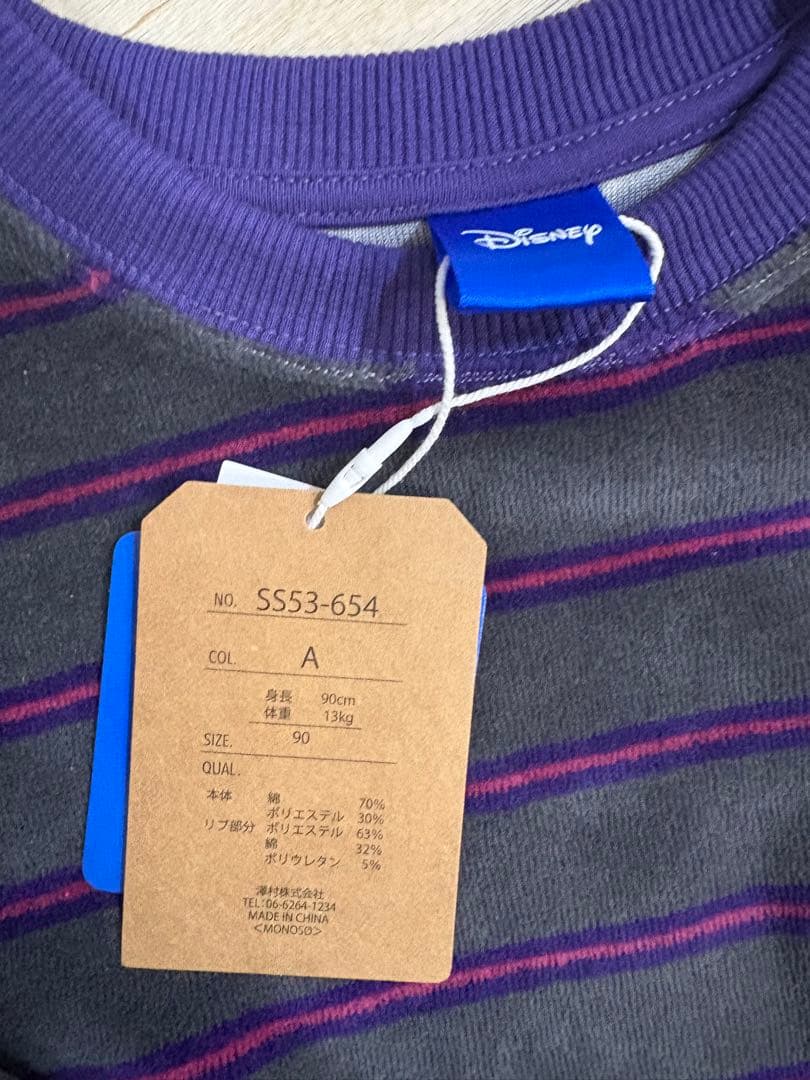 Disney
NO. SS53-654
COL. A
身長 90cm
体重 13kg
SIZE. 90
QUAL.
本体 綿 70%
ポリエステル 30%
リブ部分 ポリエステル 63%
綿 32%
ポリウレタン 5%
澤村株式会社
TEL:06-6264-1234
MADE IN CHINA
<MONOSØ>